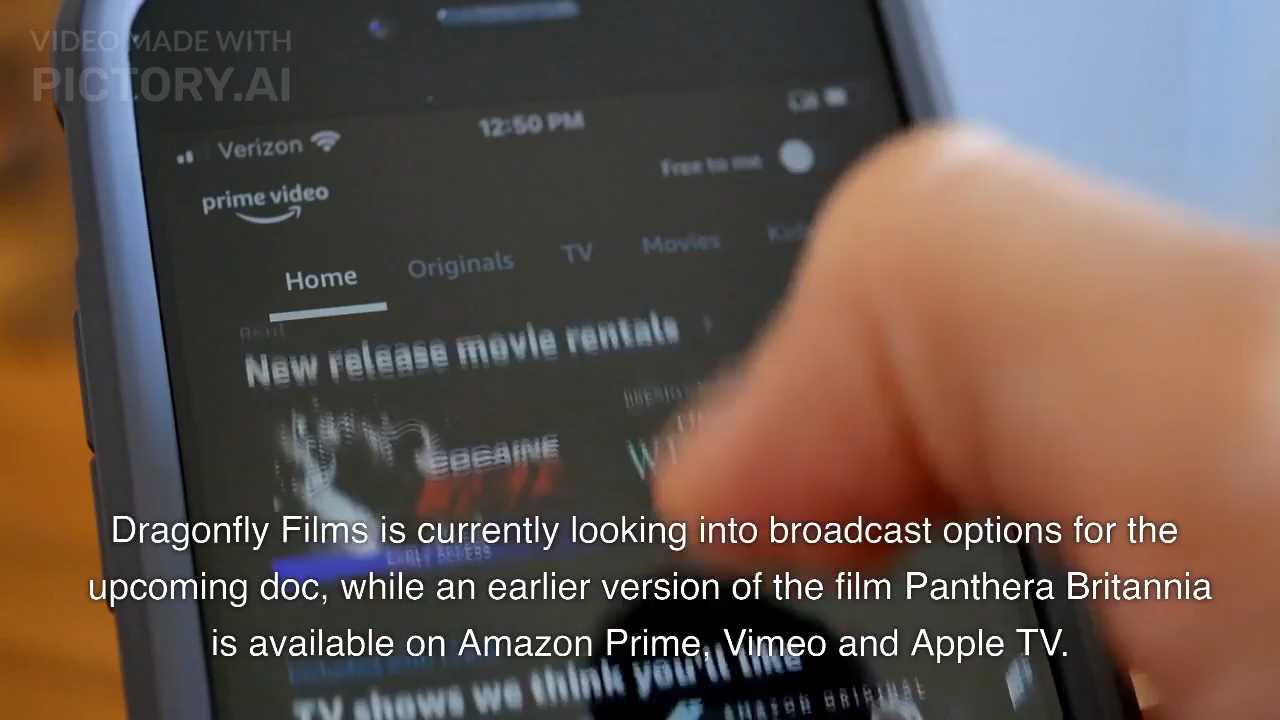 VIDEO MADE WITH
PICTORY.AI
Verizon 12:50 PM
prime video
Free to me
Home Originals TV Movies Kids
Rent
New release movie rentals
COCAINE
EARLY ACCESS
Dragonfly Films is currently looking into broadcast options for the
upcoming doc, while an earlier version of the film Panthera Britannia
is available on Amazon Prime, Vimeo and Apple TV.
TV shows we think you'll like
AMAZON ORIGINAL